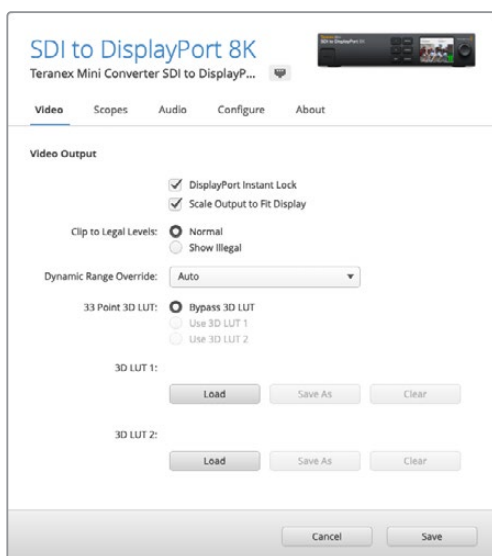 SDI to DisplayPort 8K
Teranex Mini Converter SDI to DisplayP...
Video Scopes Audio Configure About
Video Output
DisplayPort Instant Lock
Scale Output to Fit Display
Clip to Legal Levels: Normal
Show Illegal
Dynamic Range Override: Auto
33 Point 3D LUT: Bypass 3D LUT
Use 3D LUT 1
Use 3D LUT 2
3D LUT 1:
Load Save As Clear
3D LUT 2:
Load Save As Clear
Cancel Save